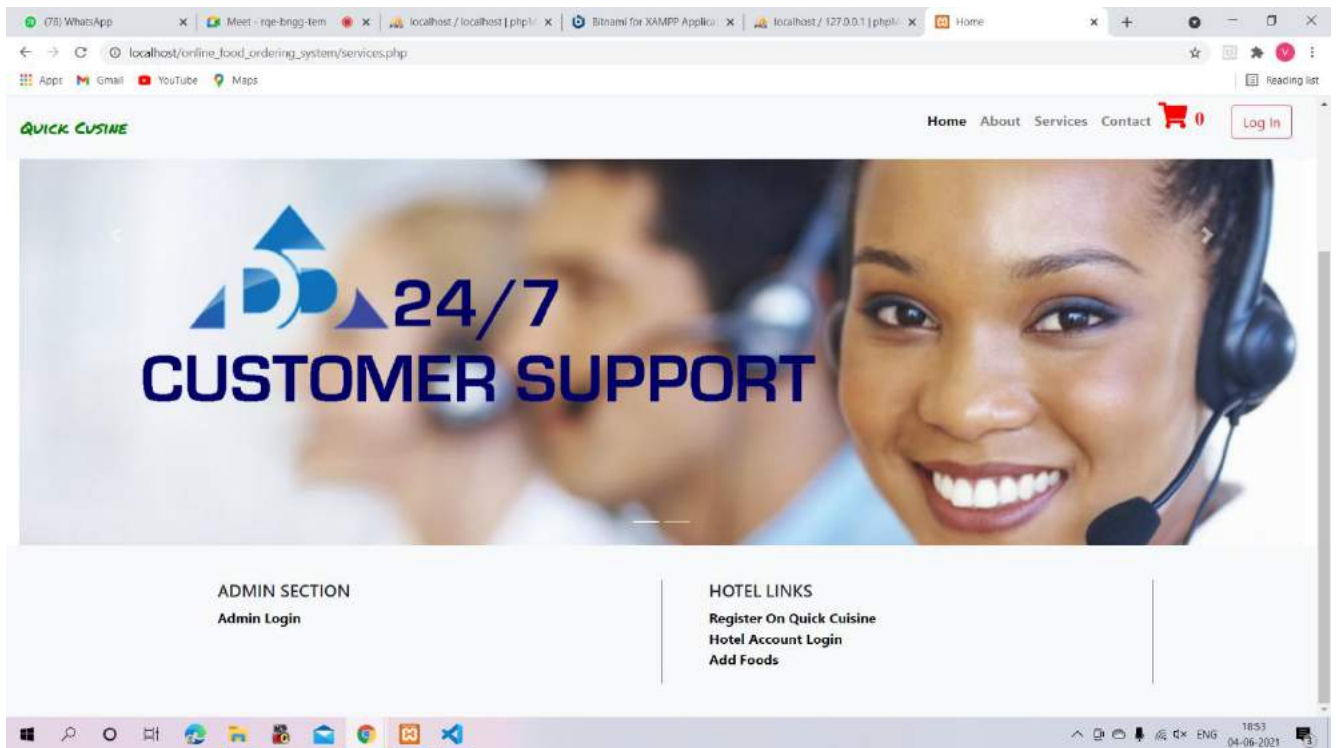 (78) WhatsApp
Meet - rqe-bngg-tem
localhost / localhost | phpM
Bitnami for XAMPP Applica
localhost / 127.0.0.1 | phpM
Home
localhost/online_food_ordering_system/services.php
Apps Gmail YouTube Maps
Reading list
QUICK CUSINE
Home About Services Contact 0 Log In
24/7
CUSTOMER SUPPORT
ADMIN SECTION
Admin Login
HOTEL LINKS
Register On Quick Cuisine
Hotel Account Login
Add Foods
ENG
18:53
04-06-2021